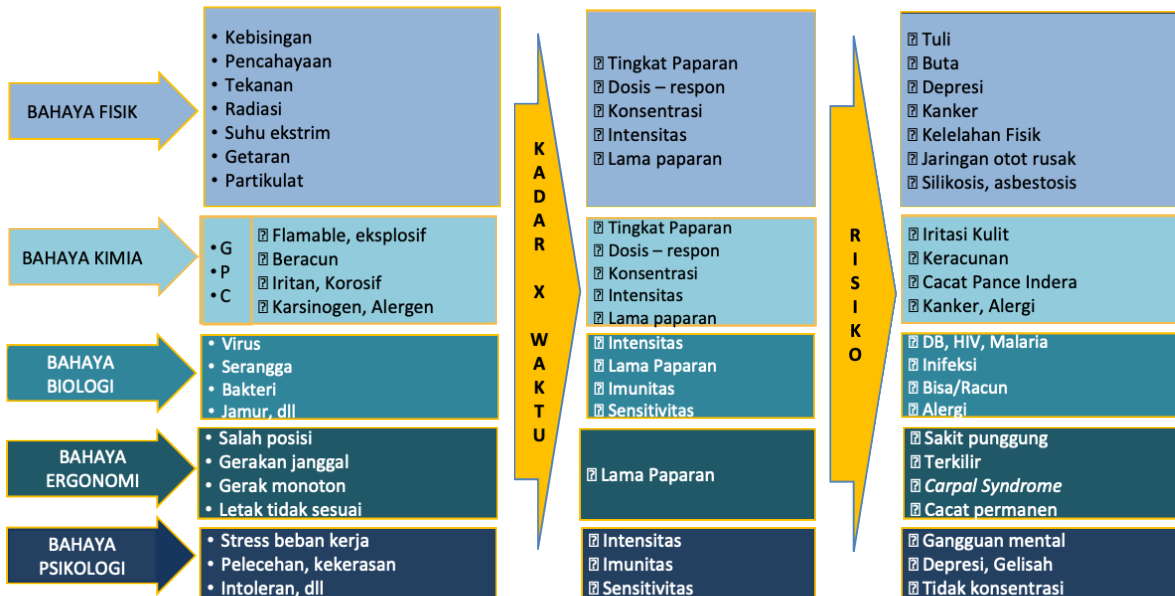 BAHAYA FISIK
• Kebisingan
• Pencahayaan
• Tekanan
• Radiasi
• Suhu ekstrim
• Getaran
• Partikulat
⍰ Tingkat Paparan
⍰ Dosis – respon
⍰ Konsentrasi
⍰ Intensitas
⍰ Lama paparan
⍰ Tuli
⍰ Buta
⍰ Depresi
⍰ Kanker
⍰ Kelelahan Fisik
⍰ Jaringan otot rusak
⍰ Silikosis, asbestosis
BAHAYA KIMIA
• G
• P
• C
⍰ Flamable, eksplosif
⍰ Beracun
⍰ Iritan, Korosif
⍰ Karsinogen, Alergen
⍰ Tingkat Paparan
⍰ Dosis – respon
⍰ Konsentrasi
⍰ Intensitas
⍰ Lama paparan
⍰ Iritasi Kulit
⍰ Keracunan
⍰ Cacat Pance Indera
⍰ Kanker, Alergi
BAHAYA
BIOLOGI
• Virus
• Serangga
• Bakteri
• Jamur, dll
⍰ Intensitas
⍰ Lama Paparan
⍰ Imunitas
⍰ Sensitivitas
⍰ DB, HIV, Malaria
⍰ Inifeksi
⍰ Bisa/Racun
⍰ Alergi
BAHAYA
ERGONOMI
• Salah posisi
• Gerakan janggal
• Gerak monoton
• Letak tidak sesuai
⍰ Lama Paparan
⍰ Sakit punggung
⍰ Terkilir
⍰ Carpal Syndrome
⍰ Cacat permanen
BAHAYA
PSIKOLOGI
• Stress beban kerja
• Pelecehan, kekerasan
• Intoleran, dll
⍰ Intensitas
⍰ Imunitas
⍰ Sensitivitas
⍰ Gangguan mental
⍰ Depresi, Gelisah
⍰ Tidak konsentrasi
KADAR X WAKTU
RISIKO